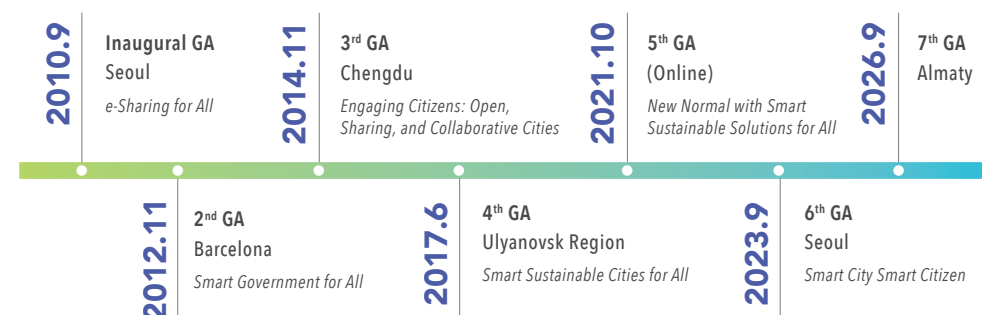 2010.9
Inaugural GA
Seoul
e-Sharing for All
2012.11
2nd GA
Barcelona
Smart Government for All
2014.11
3rd GA
Chengdu
Engaging Citizens: Open,
Sharing, and Collaborative Cities
2017.6
4th GA
Ulyanovsk Region
Smart Sustainable Cities for All
2021.10
5th GA
(Online)
New Normal with Smart
Sustainable Solutions for All
2023.9
6th GA
Seoul
Smart City Smart Citizen
2026.9
7th GA
Almaty